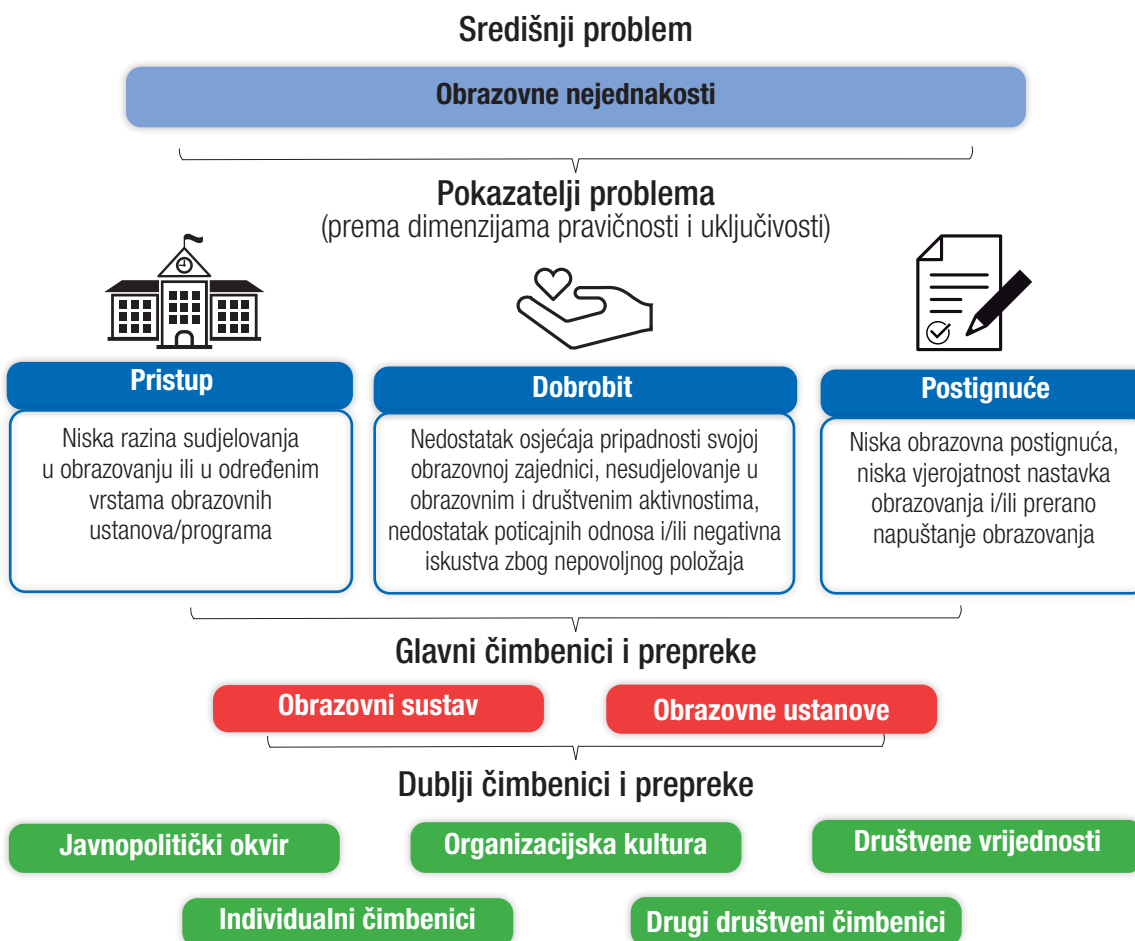 Središnji problem
Obrazovne nejednakosti
Pokazatelji problema
(prema dimenzijama pravičnosti i uključivosti)
Pristup
Niska razina sudjelovanja
u obrazovanju ili u određenim
vrstama obrazovnih
ustanova/programa
Dobrobit
Nedostatak osjećaja pripadnosti svojoj
obrazovnoj zajednici, nesudjelovanje u
obrazovnim i društvenim aktivnostima,
nedostatak poticajnih odnosa i/ili negativna
iskustva zbog nepovoljnog položaja
Postignuće
Niska obrazovna postignuća,
niska vjerojatnost nastavka
obrazovanja i/ili prerano
napuštanje obrazovanja
Glavni čimbenici i prepreke
Obrazovni sustav
Obrazovne ustanove
Dublji čimbenici i prepreke
Javnopolitički okvir
Organizacijska kultura
Društvene vrijednosti
Individualni čimbenici
Drugi društveni čimbenici